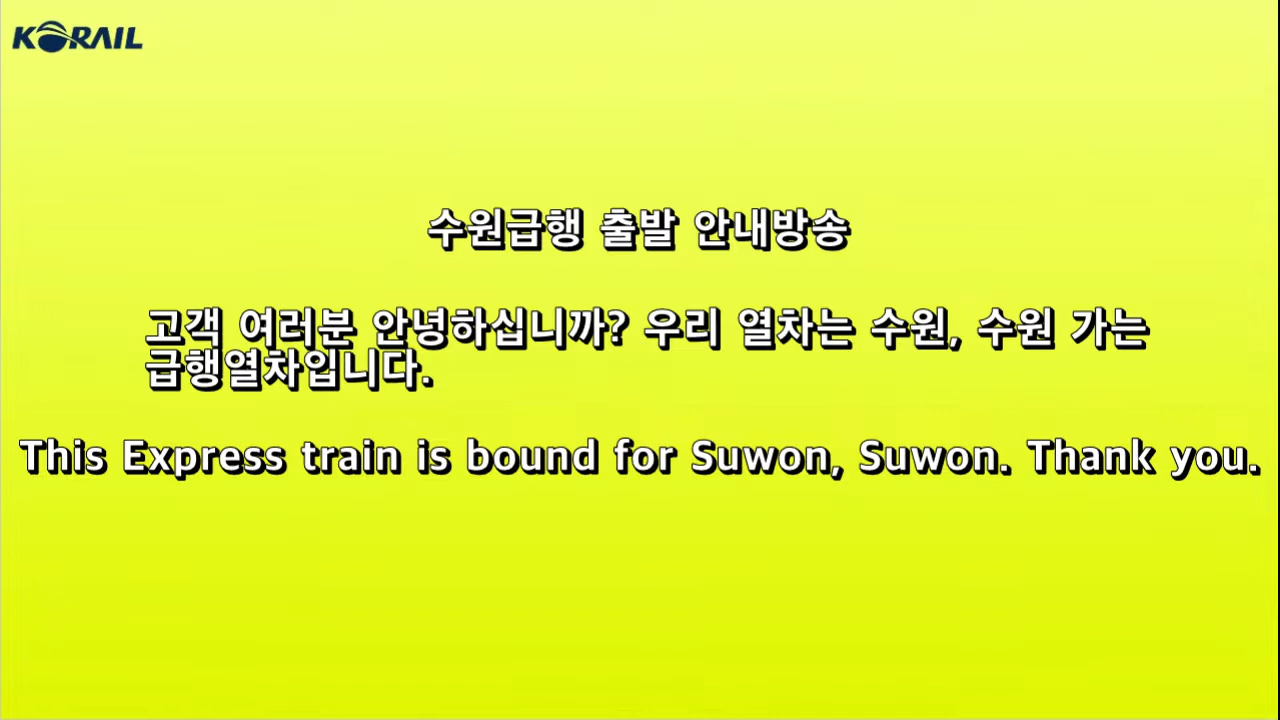 KORAIL
수원급행 출발 안내방송
고객 여러분 안녕하십니까? 우리 열차는 수원, 수원 가는
급행열차입니다.
This Express train is bound for Suwon, Suwon. Thank you.